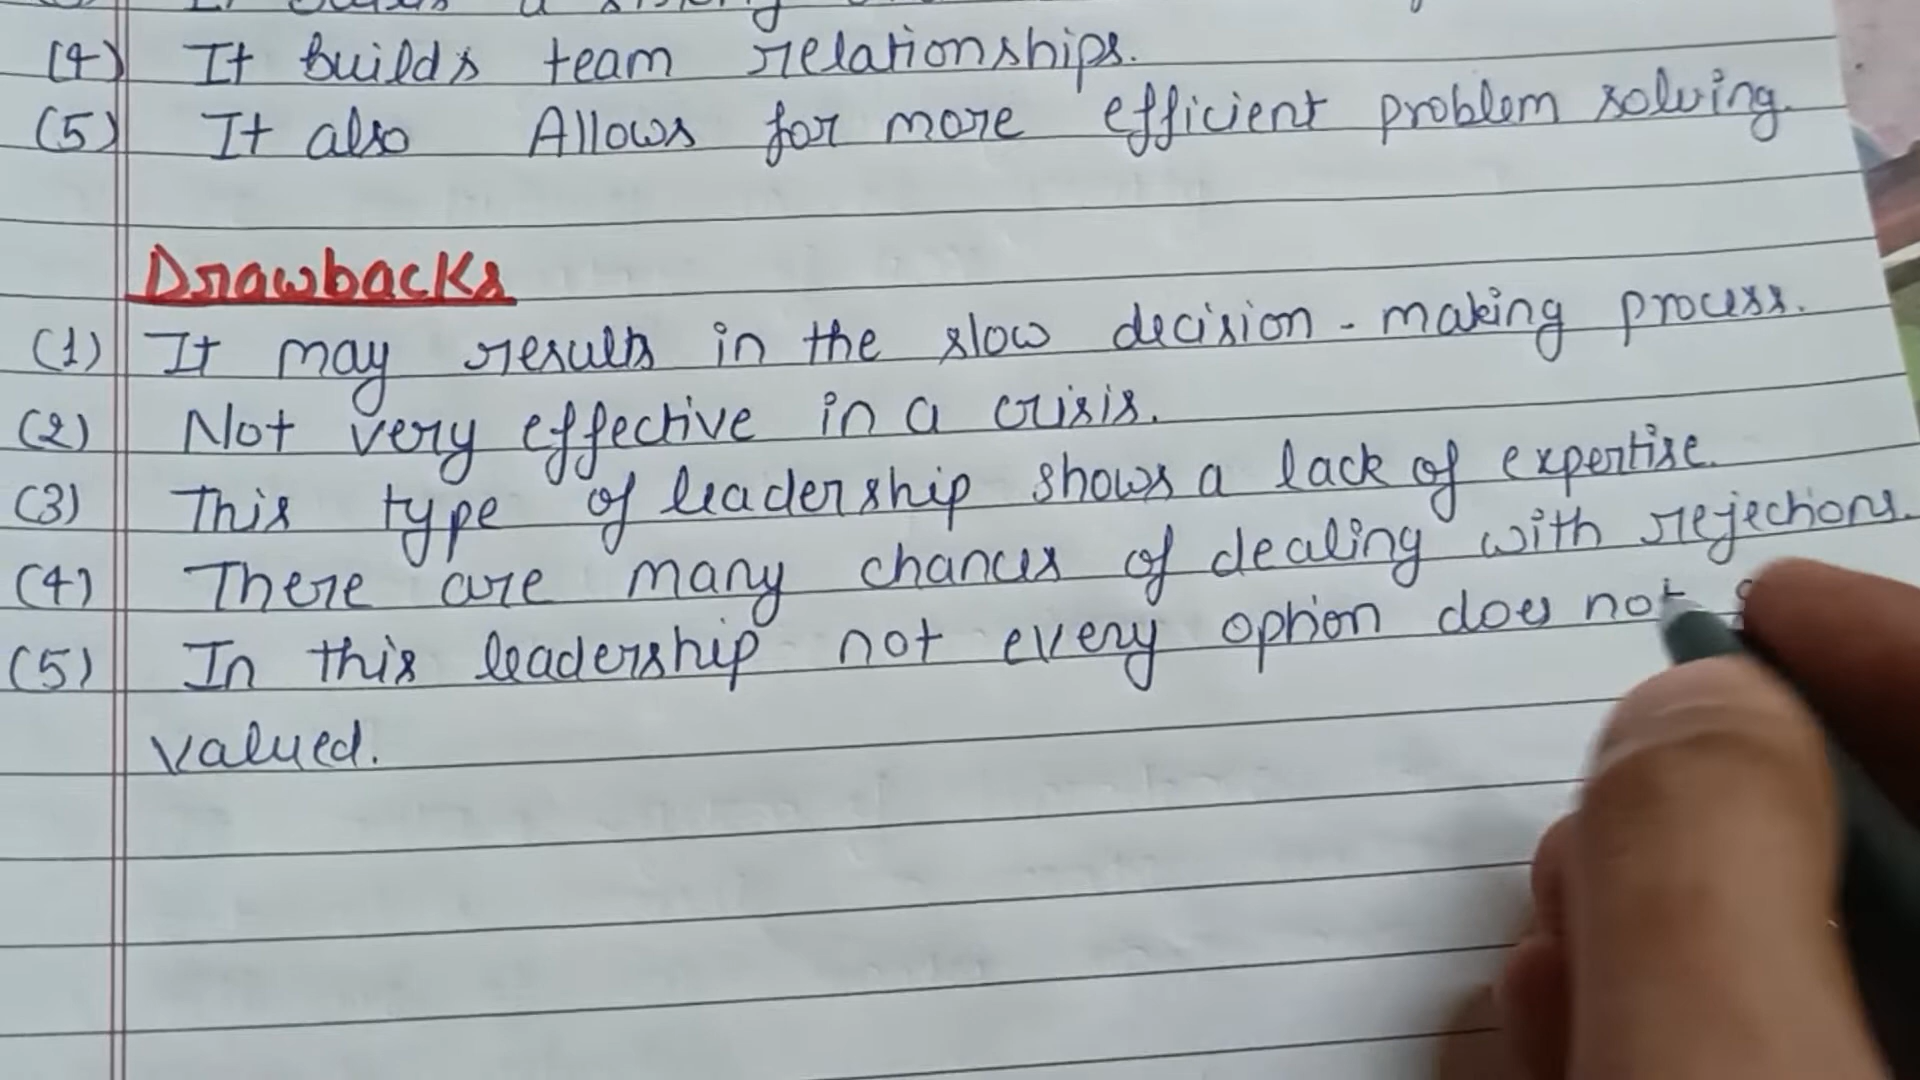 (4) It builds team relationships.
(5) It also Allows for more efficient problem solving.
Drawbacks
(1) It may results in the slow decision-making process.
(2) Not very effective in a crisis.
(3) This type of leadership shows a lack of expertise.
(4) There are many chances of dealing with rejections.
(5) In this leadership not every option does not
valued.